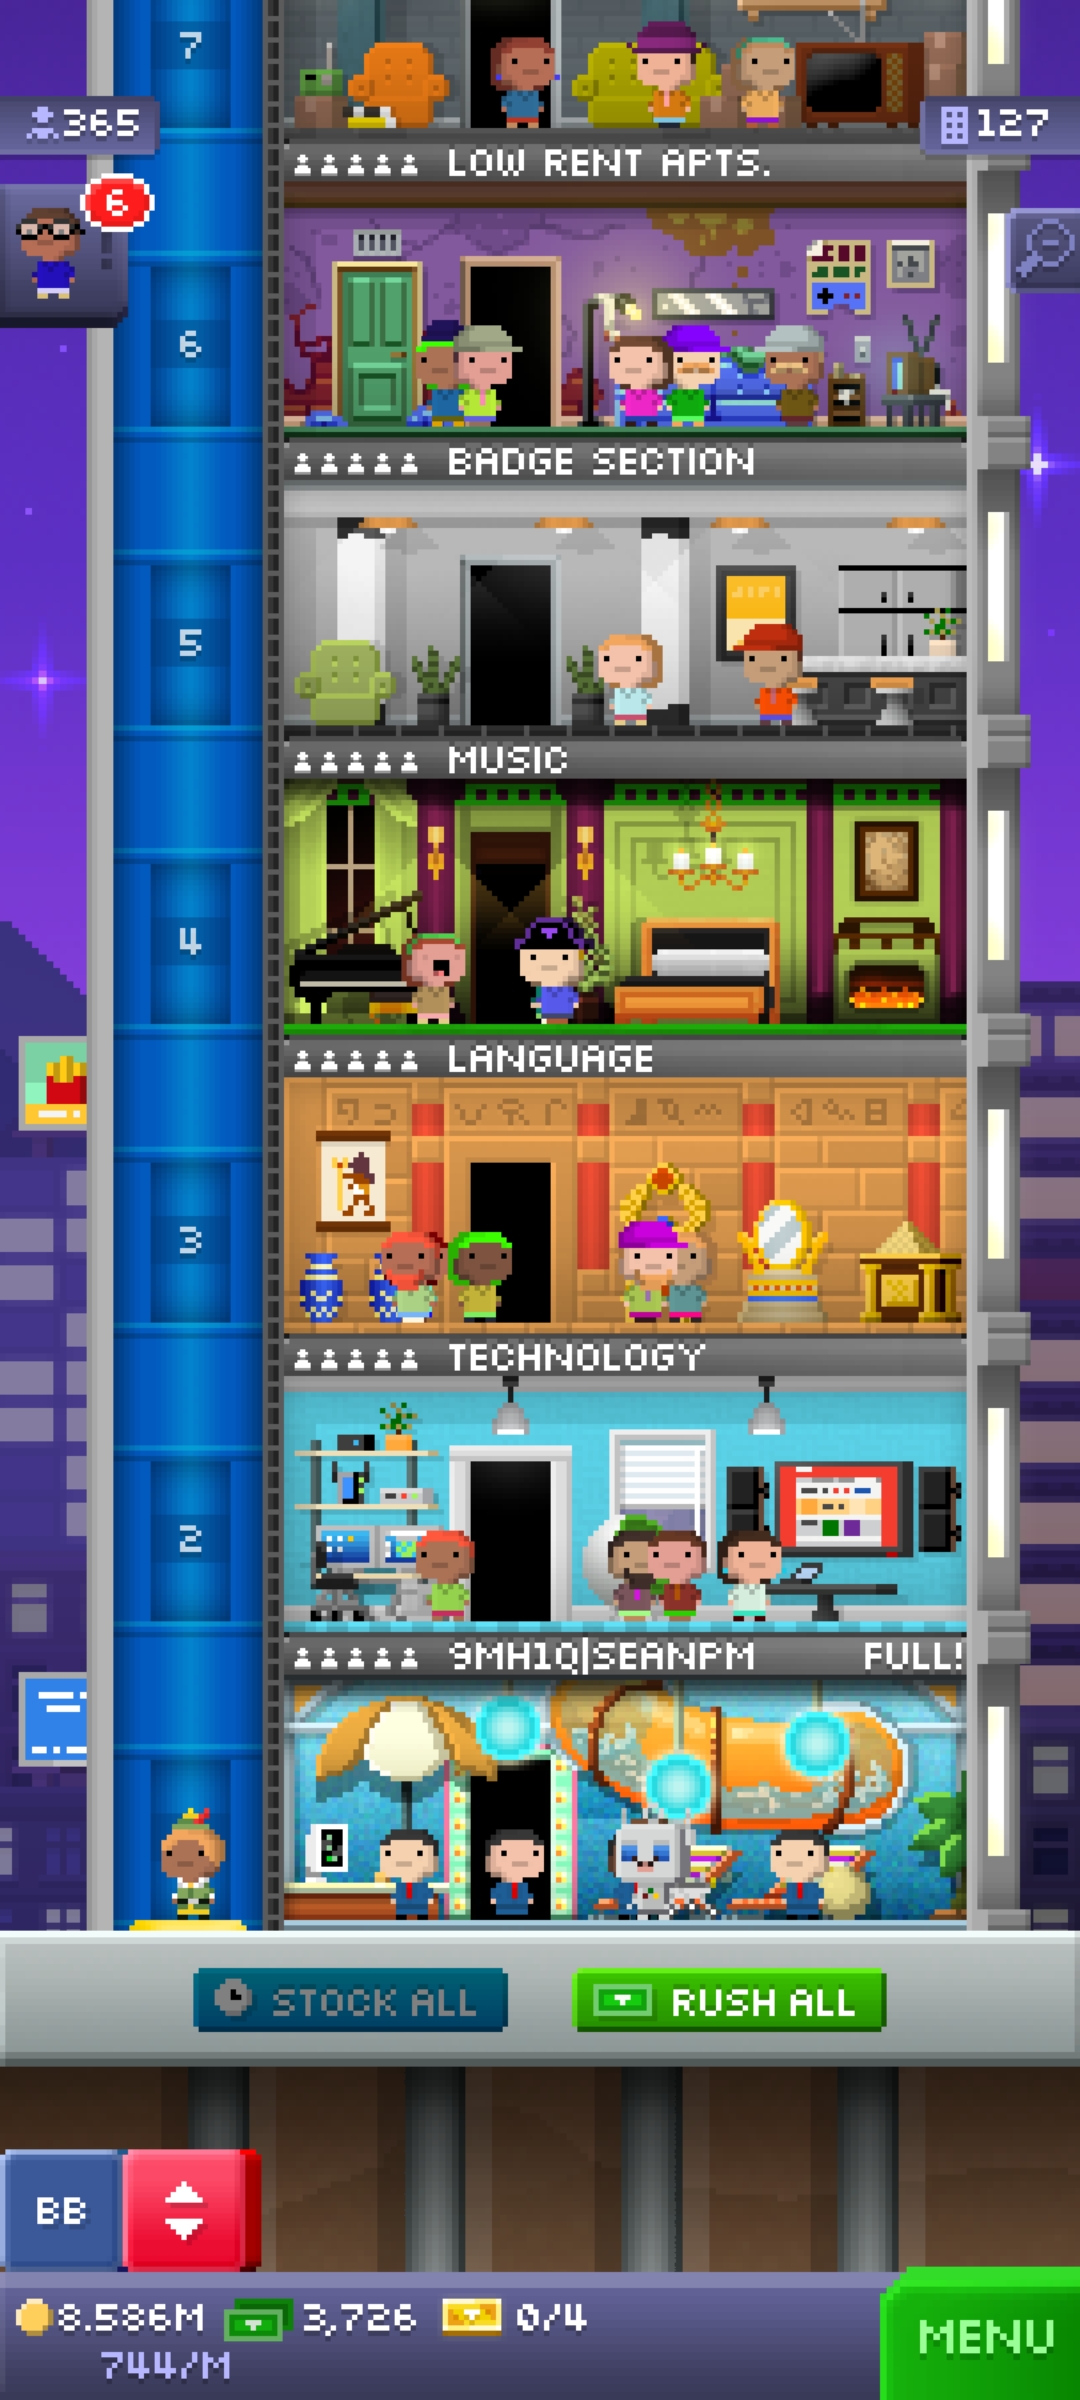 7
365
127
LOW RENT APTS.
6
6
BADGE SECTION
5
MUSIC
4
LANGUAGE
3
TECHNOLOGY
2
9MH1Q|SEANPM FULL!
STOCK ALL
RUSH ALL
BB
8.586M 3,726 0/4
744/M
MENU